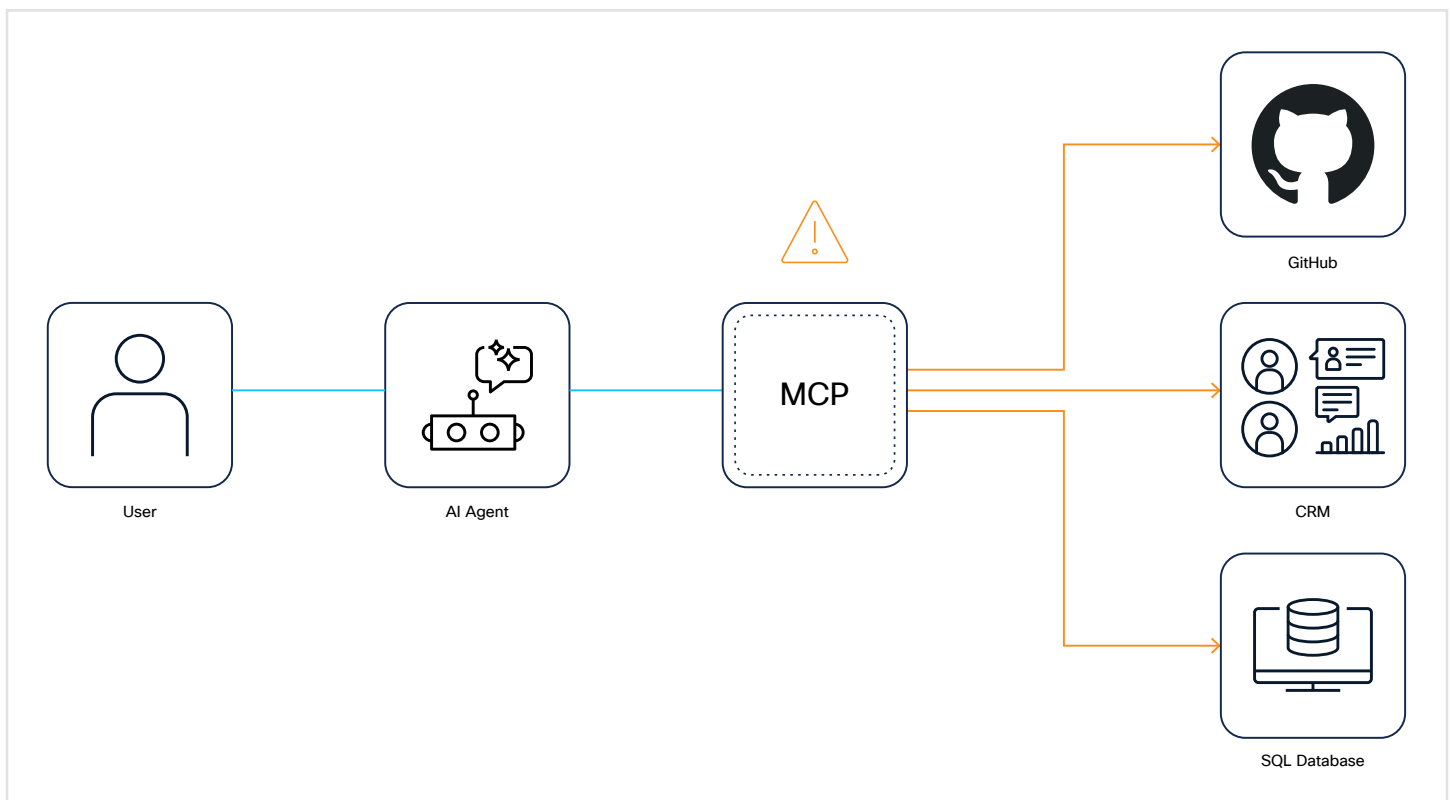 GitHub
MCP
User
AI Agent
CRM
SQL Database